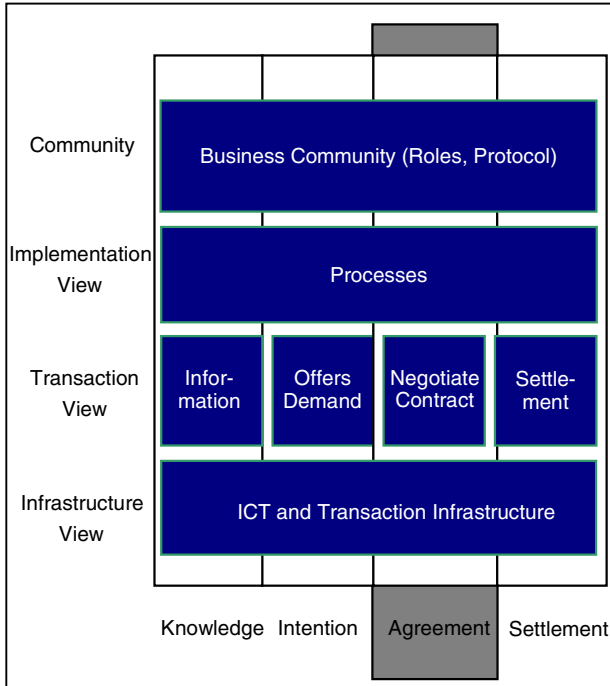 Community
Business Community (Roles, Protocol)
Implementation
View
Processes
Transaction
View
Infor-
mation
Offers
Demand
Negotiate
Contract
Settle-
ment
Infrastructure
View
ICT and Transaction Infrastructure
Knowledge
Intention
Agreement
Settlement